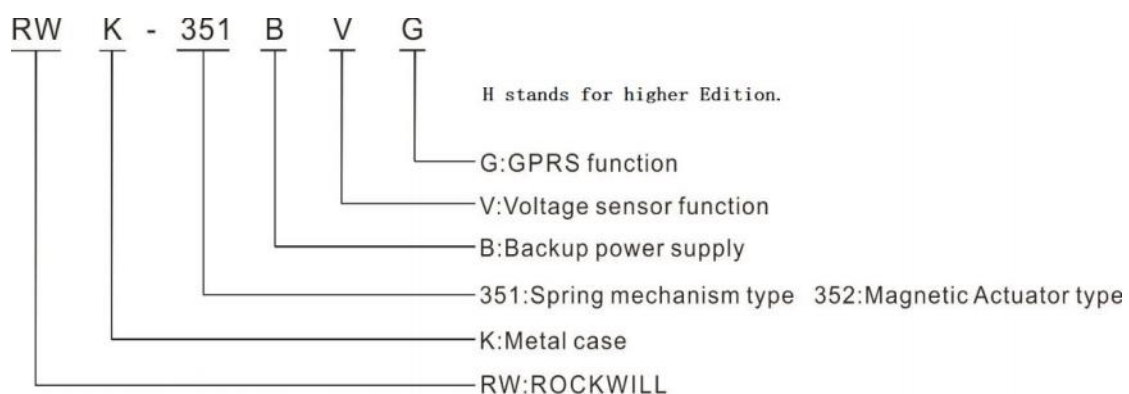 RW K - 351 B V G
H stands for higher Edition.
G:GPRS function
V:Voltage sensor function
B:Backup power supply
351:Spring mechanism type 352:Magnetic Actuator type
K:Metal case
RW:ROCKWILL